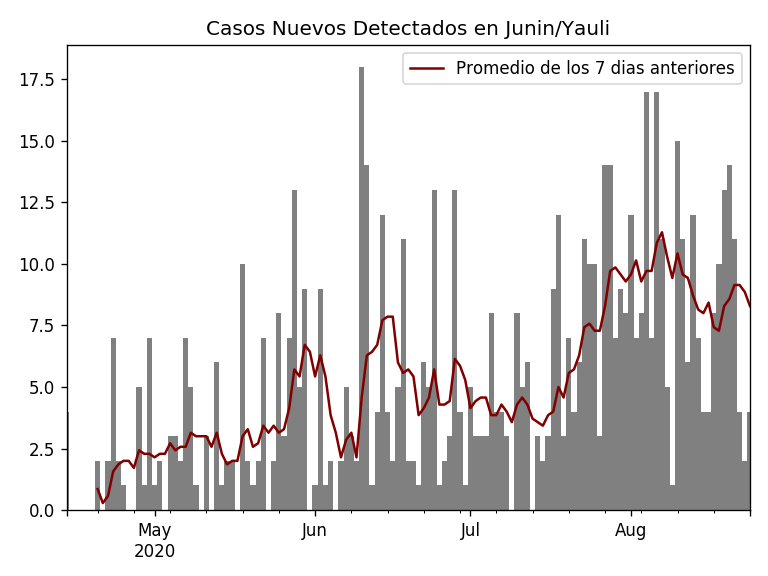 Casos Nuevos Detectados en Junin/Yauli
Promedio de los 7 dias anteriores
17.5
15.0
12.5
10.0
7.5
5.0
2.5
0.0
May
2020
Jun
Jul
Aug